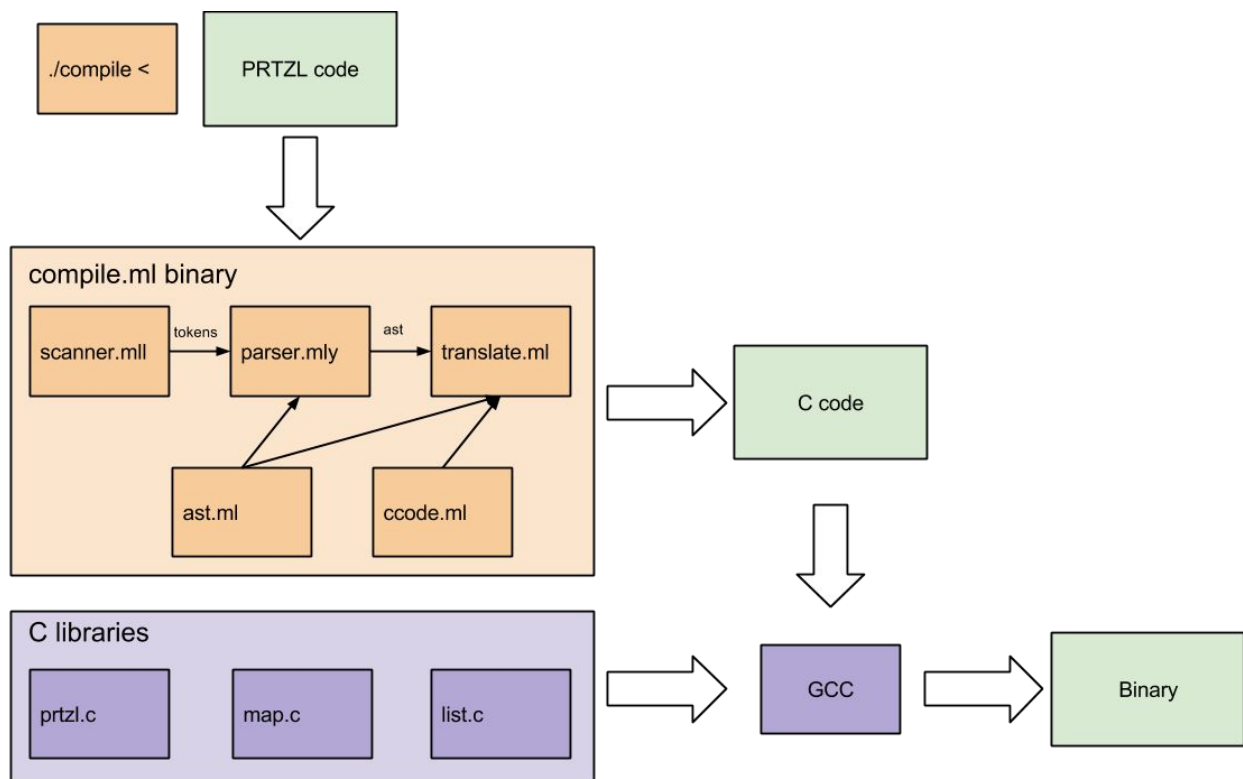 ./compile <
PRTZL code
compile.ml binary
scanner.mll
tokens
parser.mly
ast
translate.ml
ast.ml
ccode.ml
C code
C libraries
prtzl.c
map.c
list.c
GCC
Binary